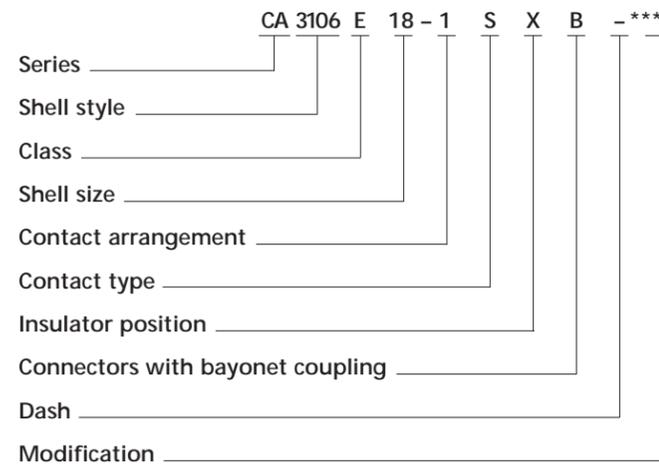 CA 3106 E 18 – 1 S X B – ***
Series
Shell style
Class
Shell size
Contact arrangement
Contact type
Insulator position
Connectors with bayonet coupling
Dash
Modification